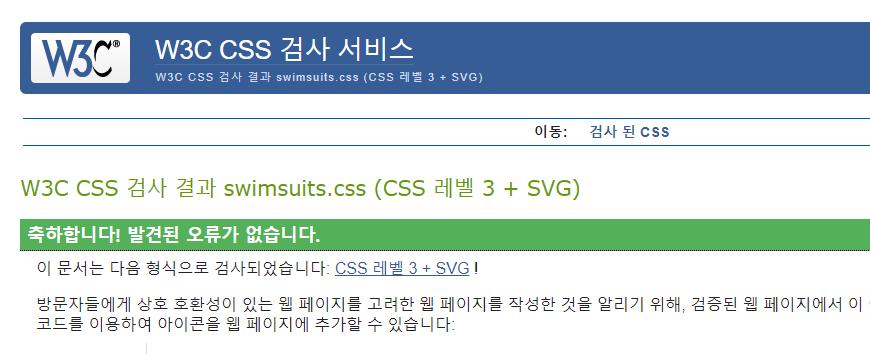 W3C®
W3C CSS 검사 서비스
W3C CSS 검사 결과 swimsuits.css (CSS 레벨 3 + SVG)
이동: 검사 된 CSS
W3C CSS 검사 결과 swimsuits.css (CSS 레벨 3 + SVG)
축하합니다! 발견된 오류가 없습니다.
이 문서는 다음 형식으로 검사되었습니다: CSS 레벨 3 + SVG !
방문자들에게 상호 호환성이 있는 웹 페이지를 고려한 웹 페이지를 작성한 것을 알리기 위해, 검증된 웹 페이지에서 이
코드를 이용하여 아이콘을 웹 페이지에 추가할 수 있습니다: